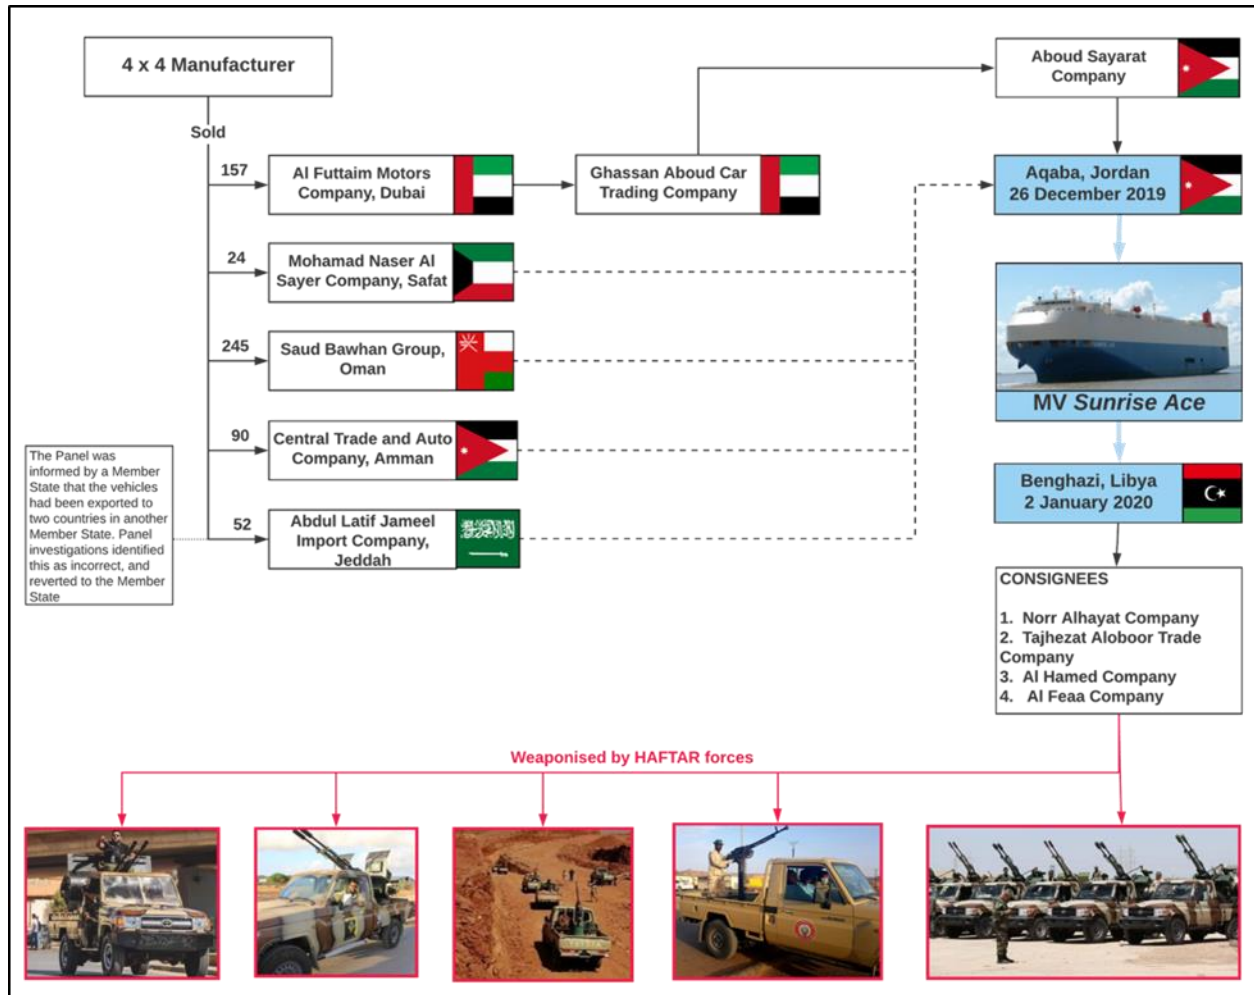 4 x 4 Manufacturer
Aboud Sayarat
Company
Sold
157
Al Futtaim Motors
Company, Dubai
Ghassan Aboud Car
Trading Company
Aqaba, Jordan
26 December 2019
24
Mohamad Naser Al
Sayer Company, Safat
245
Saud Bawhan Group,
Oman
MV Sunrise Ace
90
Central Trade and Auto
Company, Amman
The Panel was
informed by a Member
State that the vehicles
had been exported to
two countries in another
Member State. Panel
investigations identified
this as incorrect, and
reverted to the Member
State
Benghazi, Libya
2 January 2020
52
Abdul Latif Jameel
Import Company,
Jeddah
CONSIGNEES
1. Norr Alhayat Company
2. Tajhezat Aloboor Trade
Company
3. Al Hamed Company
4. Al Feaa Company
Weaponised by HAFTAR forces